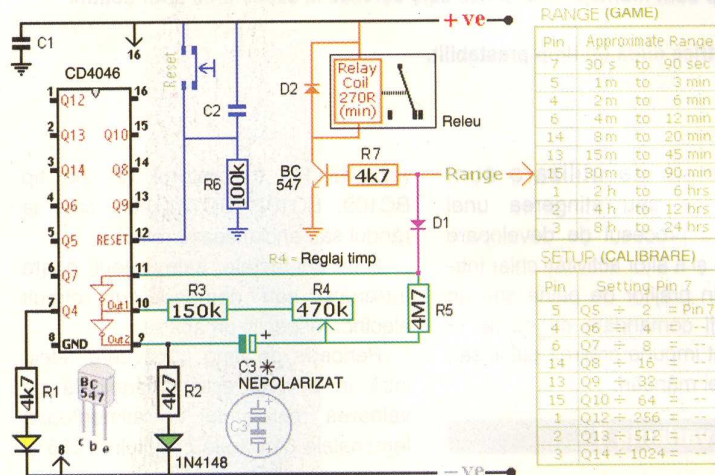 +ve
C1
16
CD4046
1 Q12 16
2 Q13 Q10 15
3 Q14 Q8 14
4 Q6 Q9 13
5 Q5 RESET 12
6 Q7 11
7 Q4 Out1 10
8 GND Out2 9
Reset
C2
R6
100k
D2
Relay
Coil
270R
(min)
Releu
BC
547
R7
4k7
Range
D1
R4 = Reglaj timp
R3
150k
R4
470k
R5
4M7
C3 * +
NEPOLARIZAT
C3
R1
4k7
BC
547
c b e
R2
4k7
1N4148
8
-ve
RANGE (GAME)
Pin Approximate Range
7 30 s to 90 sec
5 1 m to 3 min
4 2 m to 6 min
6 4 m to 12 min
14 8 m to 20 min
13 15 m to 45 min
15 30 m to 90 min
1 2 h to 6 hrs
2 4 h to 12 hrs
3 8 h to 24 hrs
SETUP (CALIBRARE)
Pin Setting Pin 7
5 Q5 ÷ 2 = Pin 7
4 Q6 ÷ 4 = --
6 Q7 ÷ 8 = --
14 Q8 ÷ 16 = --
13 Q9 ÷ 32 = --
15 Q10 ÷ 64 = --
1 Q12 ÷ 256 = --
2 Q13 ÷ 512 = --
3 Q14 ÷ 1024 = --